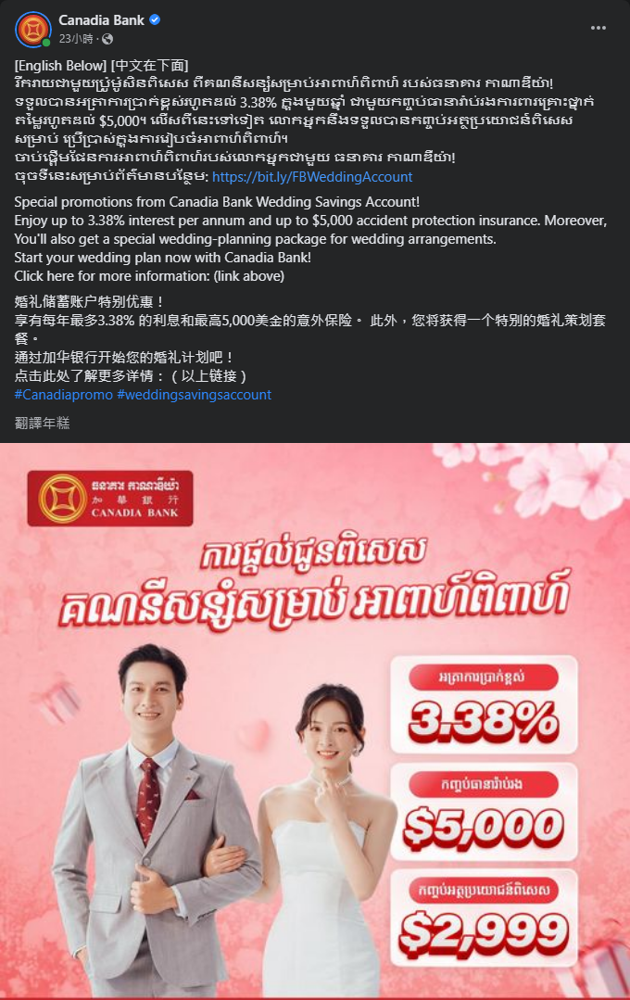 Canadia Bank
23小時
[English Below] [中文在下面]
រីករាយជាមួយប្រូម៉ូសិនពិសេស ពីគណនីសន្សំសម្រាប់អាពាហ៍ពិពាហ៍ របស់ធនាគារ កាណាឌីយ៉ា!
ទទួលបានអត្រាការប្រាក់ខ្ពស់រហូតដល់ 3.38% ក្នុងមួយឆ្នាំ ជាមួយកញ្ចប់ធានារ៉ាប់រងការពារគ្រោះថ្នាក់
តម្លៃរហូតដល់ $5,000។ លើសពីនេះទៅទៀត លោកអ្នកនឹងទទួលបានកញ្ចប់អត្ថប្រយោជន៍ពិសេស
សម្រាប់ ប្រើប្រាស់ក្នុងការរៀបចំអាពាហ៍ពិពាហ៍។
ចាប់ផ្ដើមផែនការអាពាហ៍ពិពាហ៍របស់លោកអ្នកជាមួយ ធនាគារ កាណាឌីយ៉ា!
ចុចទីនេះសម្រាប់ព័ត៌មានបន្ថែម: https://bit.ly/FBWeddingAccount
Special promotions from Canadia Bank Wedding Savings Account!
Enjoy up to 3.38% interest per annum and up to $5,000 accident protection insurance. Moreover,
You'll also get a special wedding-planning package for wedding arrangements.
Start your wedding plan now with Canadia Bank!
Click here for more information: (link above)
婚礼储蓄账户特别优惠！
享有每年最多3.38% 的利息和最高5,000美金的意外保险。 此外，您将获得一个特别的婚礼策划套
餐。
通过加华银行开始您的婚礼计划吧！
点击此处了解更多详情：（以上链接）
#Canadiapromo #weddingsavingsaccount
翻譯年糕
ធនាគារ កាណាឌីយ៉ា
加華銀行
CANADIA BANK
ការផ្ដល់ជូនពិសេស
គណនីសន្សំសម្រាប់ អាពាហ៍ពិពាហ៍
អត្រាការប្រាក់ខ្ពស់
3.38%
កញ្ចប់ធានារ៉ាប់រង
$5,000
កញ្ចប់អត្ថប្រយោជន៍ពិសេស
$2,999